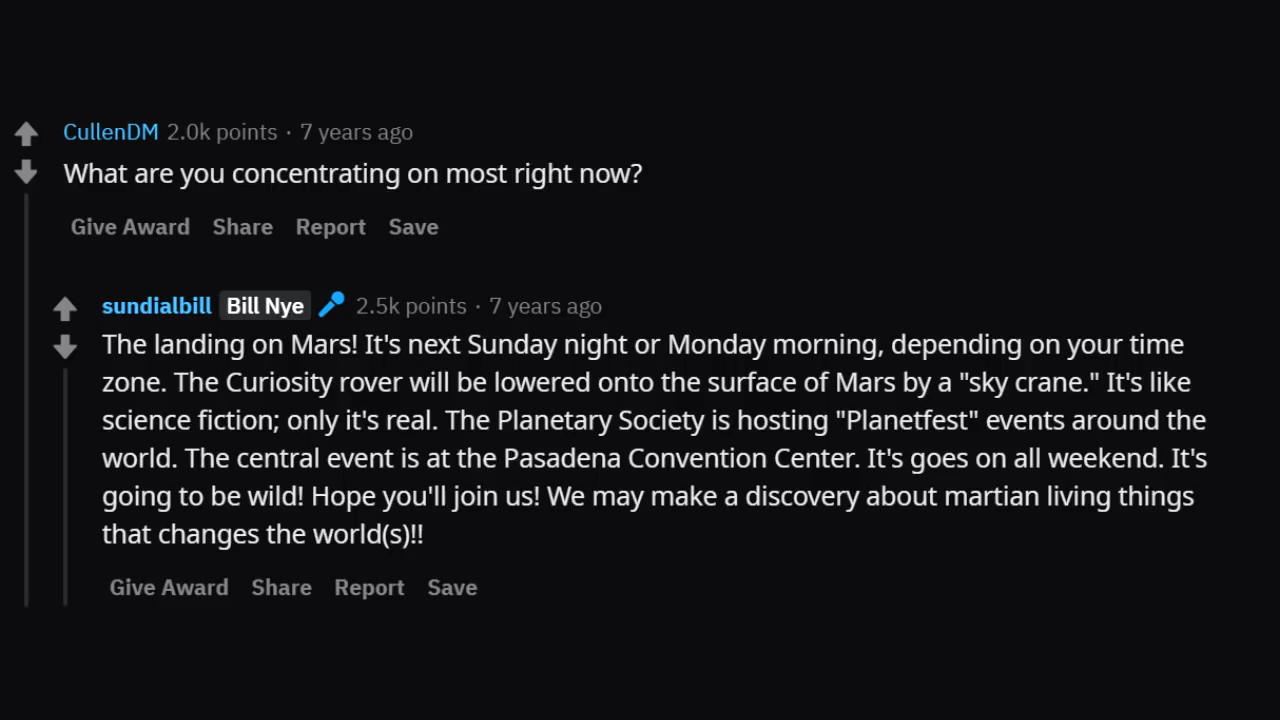 CullenDM 2.0k points · 7 years ago
What are you concentrating on most right now?
Give Award Share Report Save
sundialbill Bill Nye 2.5k points · 7 years ago
The landing on Mars! It's next Sunday night or Monday morning, depending on your time
zone. The Curiosity rover will be lowered onto the surface of Mars by a "sky crane." It's like
science fiction; only it's real. The Planetary Society is hosting "Planetfest" events around the
world. The central event is at the Pasadena Convention Center. It's goes on all weekend. It's
going to be wild! Hope you'll join us! We may make a discovery about martian living things
that changes the world(s)!!
Give Award Share Report Save